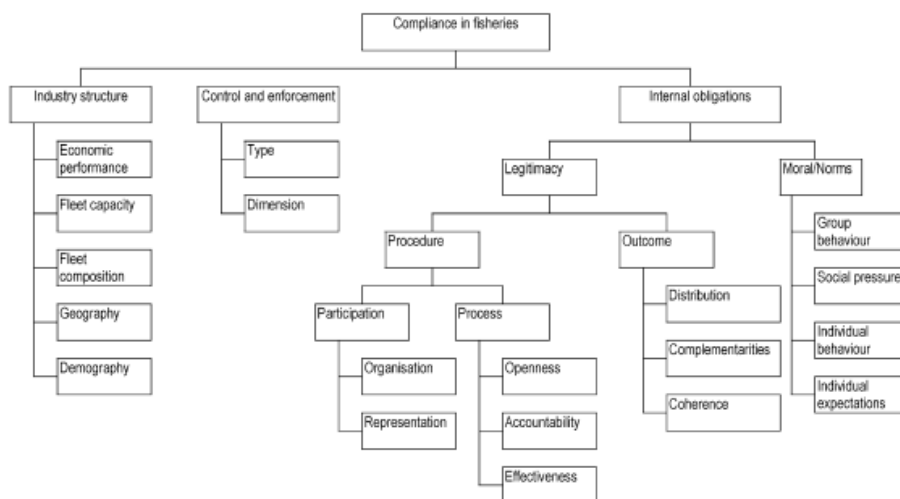 Compliance in fisheries
Industry structure
Control and enforcement
Internal obligations
Economic
performance
Type
Legitimacy
Moral/Norms
Fleet capacity
Dimension
Group
behaviour
Procedure
Outcome
Fleet
composition
Social pressure
Distribution
Geography
Participation
Process
Individual
behaviour
Complementarities
Demography
Organisation
Openness
Individual
expectations
Coherence
Representation
Accountability
Effectiveness